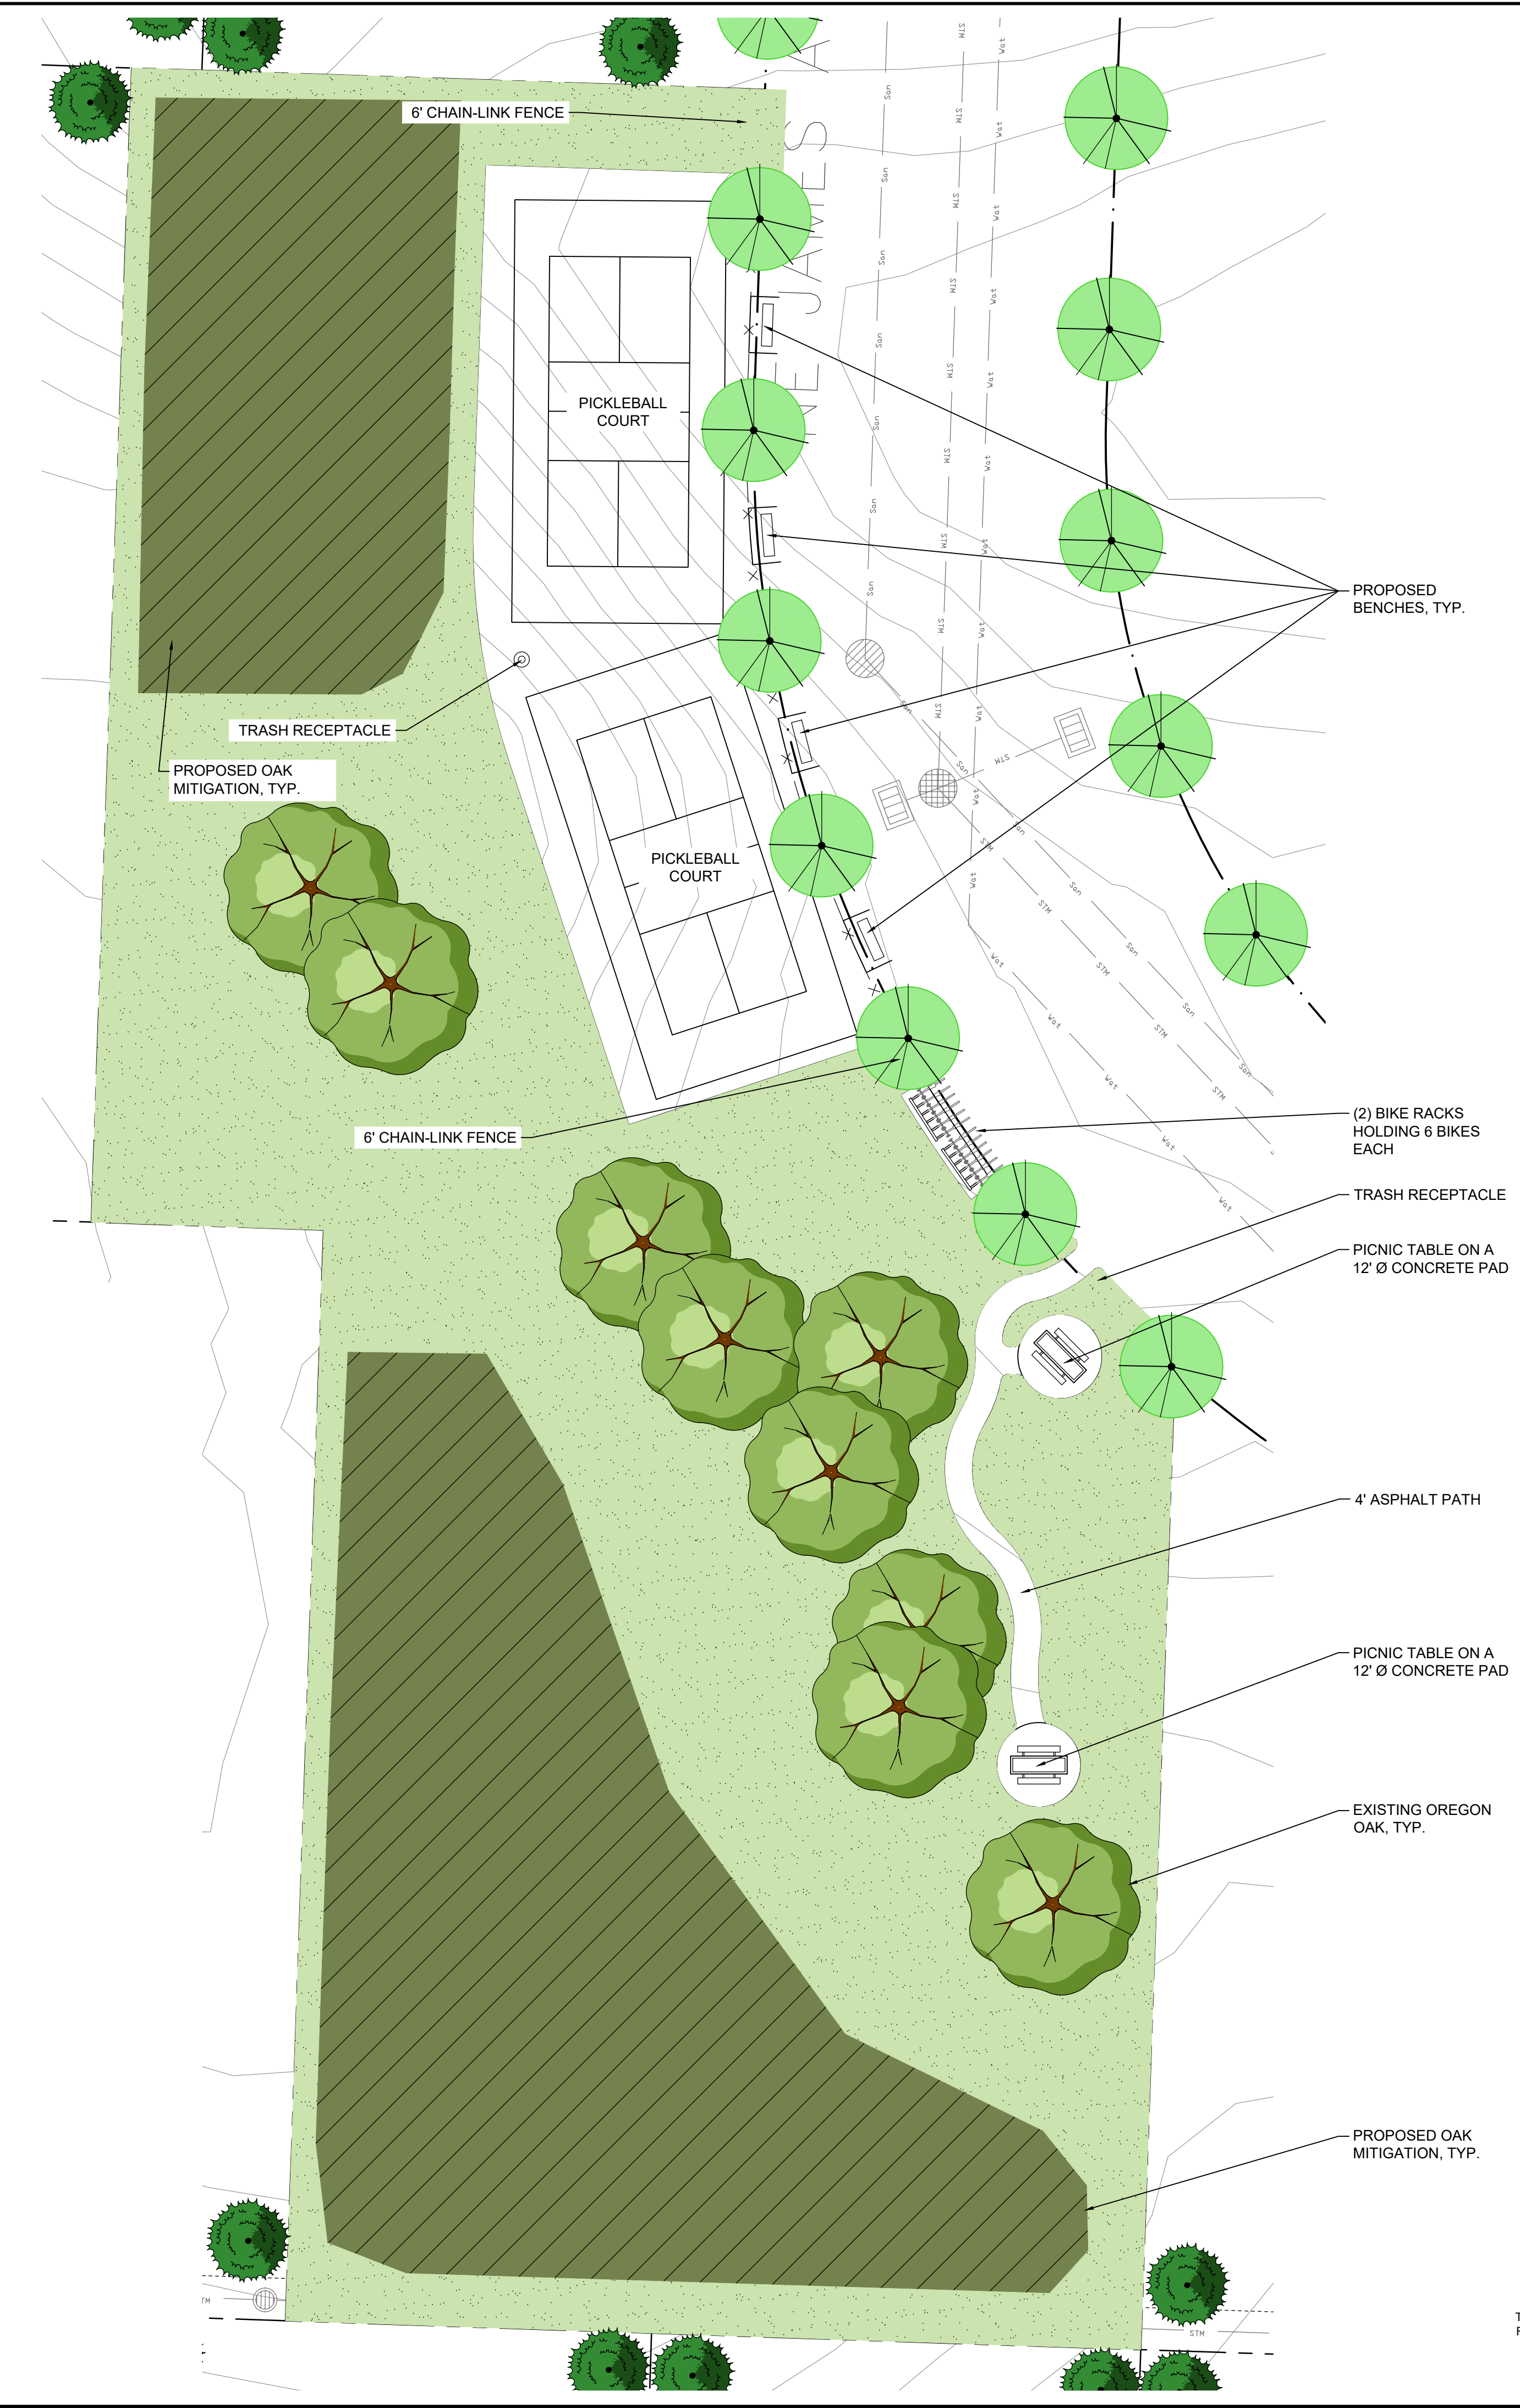 6' CHAIN-LINK FENCE
PICKLEBALL
COURT
PROPOSED
BENCHES, TYP.
TRASH RECEPTACLE
PROPOSED OAK
MITIGATION, TYP.
PICKLEBALL
COURT
(2) BIKE RACKS
HOLDING 6 BIKES
EACH
6' CHAIN-LINK FENCE
TRASH RECEPTACLE
PICNIC TABLE ON A
12' Ø CONCRETE PAD
4' ASPHALT PATH
PICNIC TABLE ON A
12' Ø CONCRETE PAD
EXISTING OREGON
OAK, TYP.
PROPOSED OAK
MITIGATION, TYP.
San
STM
Wat
STM